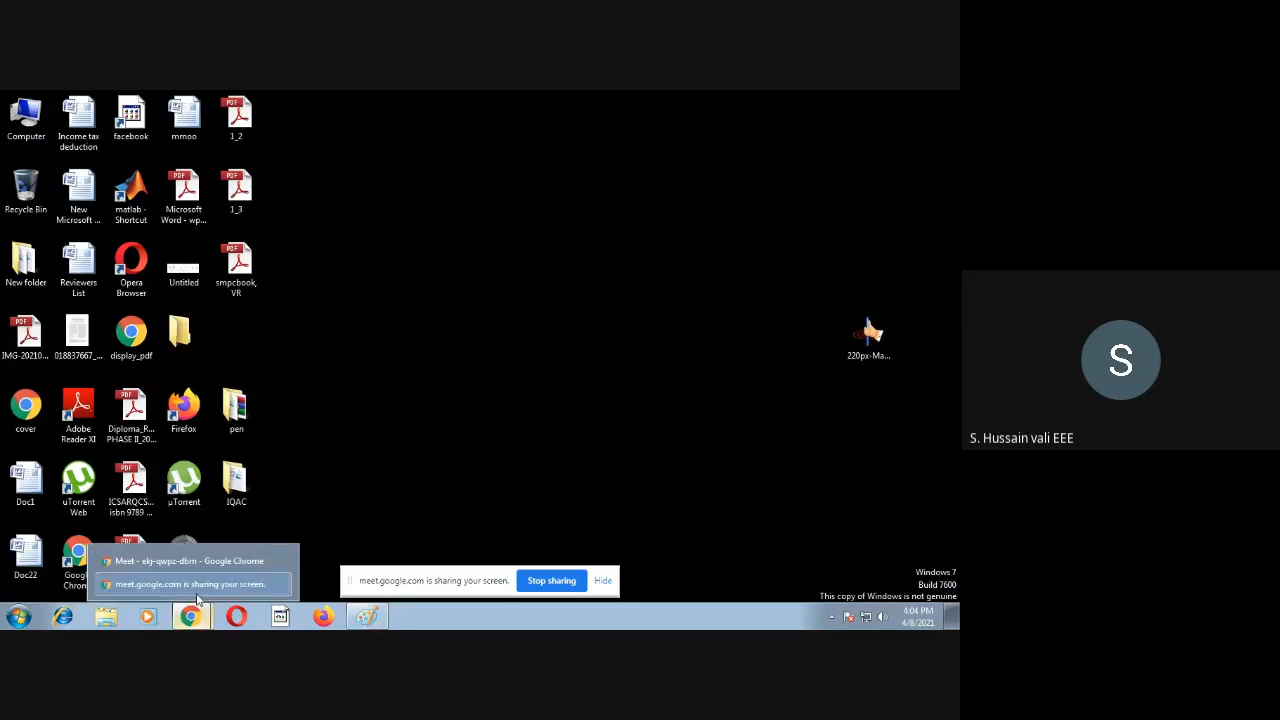 Computer
Income tax
deduction
facebook
mmoo
1_2
Recycle Bin
New
Microsoft ...
matlab -
Shortcut
Microsoft
Word - wp...
1_3
New folder
Reviewers
List
Opera
Browser
Untitled
smpcbook,
VR
IMG-20210...
018837667_...
display_pdf
220px-Ma...
cover
Adobe
Reader XI
Diploma_R...
PHASE II_20...
Firefox
pen
Doc1
uTorrent
Web
ICSARQCS...
isbn 9789 ...
µTorrent
IQAC
Doc22
Meet - ekj-qwpz-dbm - Google Chrome
meet.google.com is sharing your screen.
meet.google.com is sharing your screen.
Stop sharing
Hide
Windows 7
Build 7600
This copy of Windows is not genuine
4:04 PM
4/8/2021
S
S. Hussain vali EEE